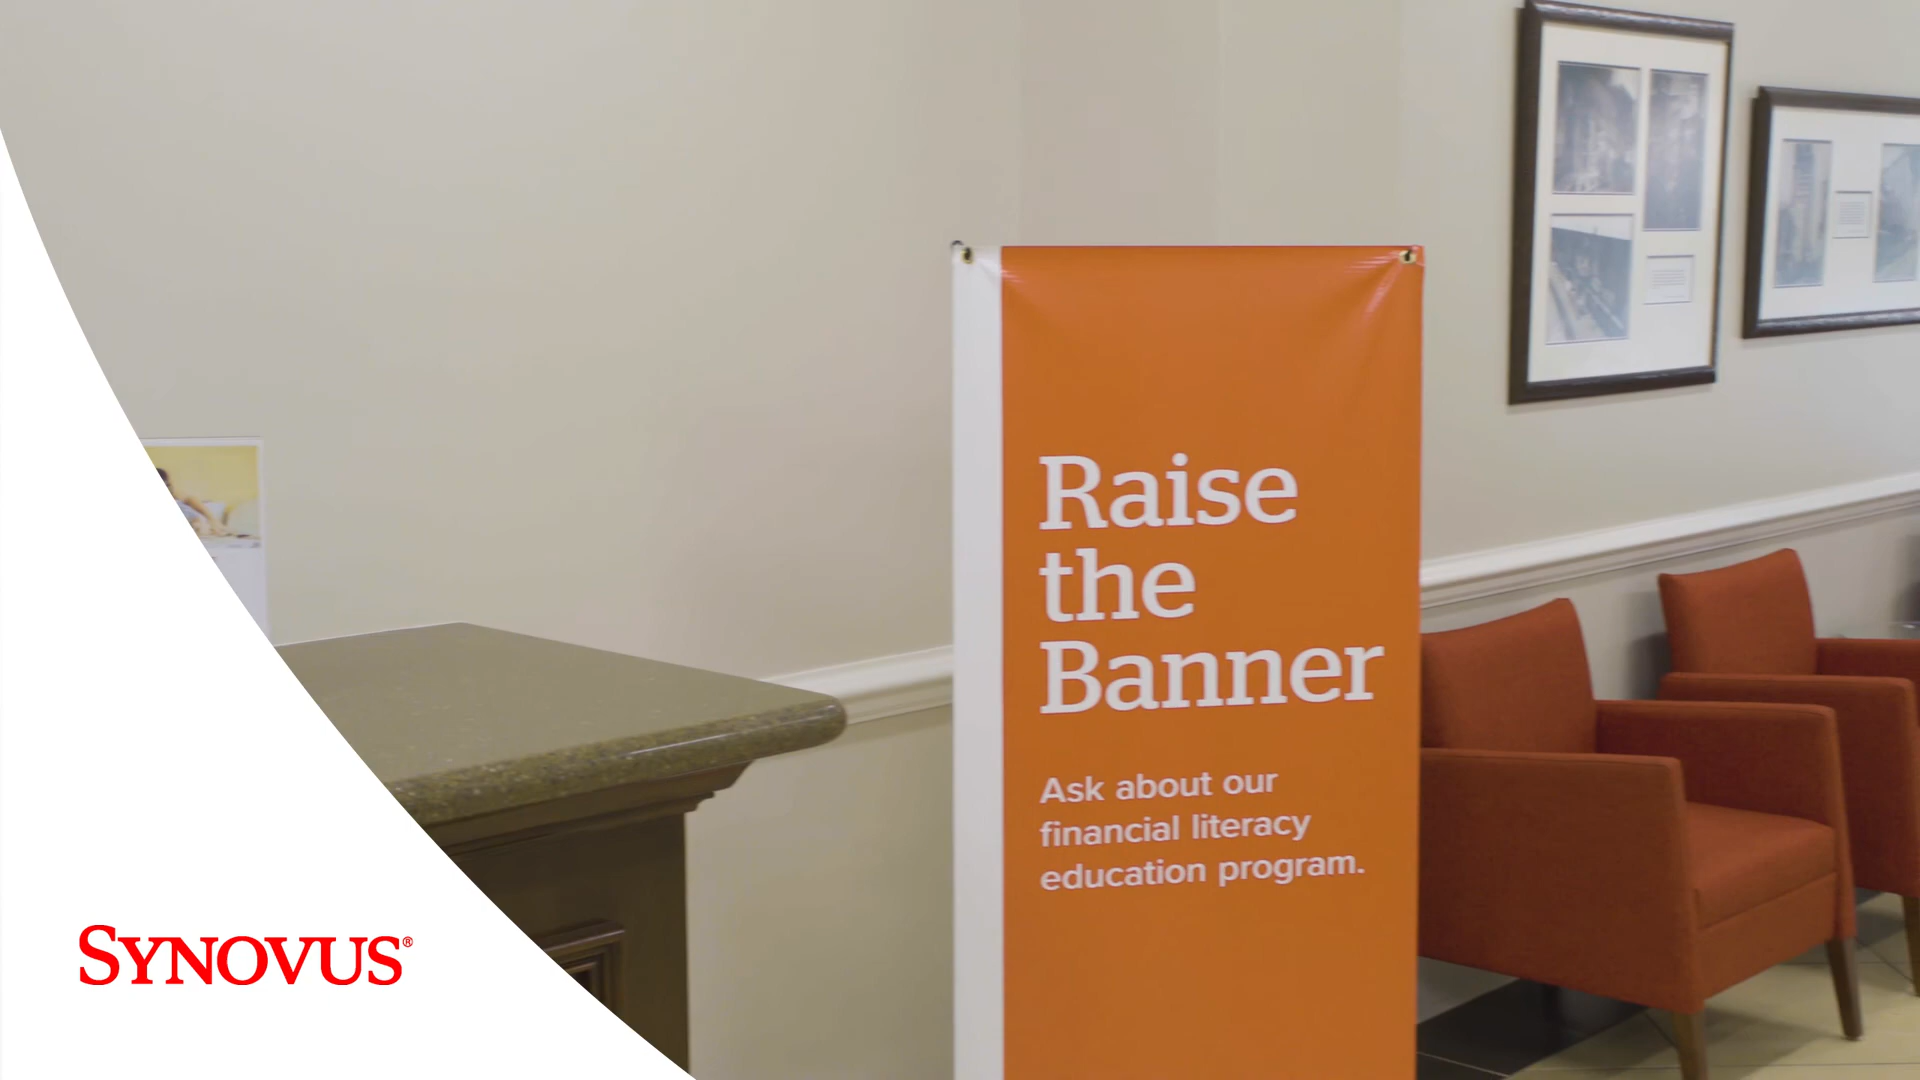 Raise
the
Banner
Ask about our
financial literacy
education program.
SYNOVUS®